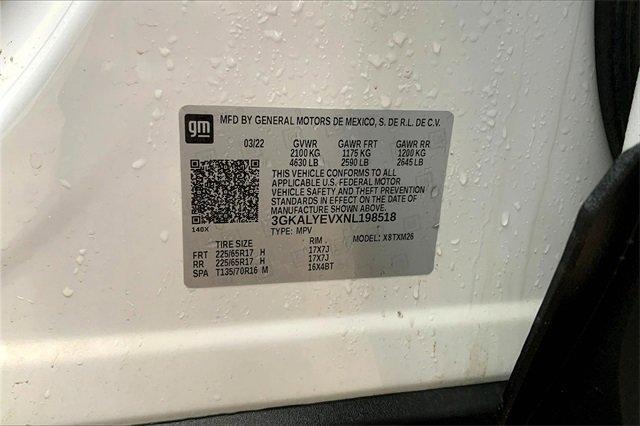 gm MFD BY GENERAL MOTORS DE MEXICO, S. DE R.L. DE C.V.
03/22 GVWR GAWR FRT GAWR RR
2100 KG 1175 KG 1200 KG
4630 LB 2590 LB 2645 LB
THIS VEHICLE CONFORMS TO ALL
APPLICABLE U.S. FEDERAL MOTOR
VEHICLE SAFETY AND THEFT PREVENTION
STANDARDS IN EFFECT ON THE DATE OF
MANUFACTURE SHOWN ABOVE.
3GKALYEVXNL198518
140X TYPE: MPV MODEL: X8TXM26
TIRE SIZE RIM
FRT 225/65R17 H 17X7J
RR 225/65R17 H 17X7J
SPA T135/70R16 M 16X4BT